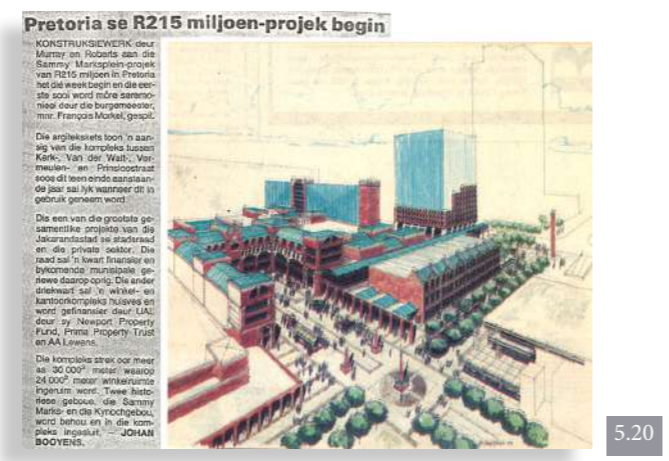 Pretoria se R215 miljoen-projek begin
KONSTRUKSIEWERK deur
Murray en Roberts aan die
Sammy Marksplein-projek
van R215 miljoen in Pretoria
het die week begin en die eer-
ste sooi word môre seremo-
nieel deur die burgemeester,
mnr. François Morkel, gespit.
Die argitekskets toon 'n aan-
sig van die kompleks tussen
Kerk-, Van der Walt-, Ver-
meulen- en Prinsloostraat
soos dit teen einde aanstaan-
de jaar sal lyk wanneer dit in
gebruik geneem word.
Dis een van die grootste ge-
samentlike projekte van die
Jakarandastad se stadsraad
en die private sektor. Die
raad sal 'n kwart finansier en
bykomende munisipale ge-
riewe daarop oprig. Die ander
driekwart sal 'n winkel- en
kantoorkompleks huisves en
word gefinansier deur UAL
deur sy Newport Property
Fund, Prima Property Trust
en AA Lewens.
Die kompleks strek oor meer
as 30 000² meter waarop
24 000² meter winkelruimte
ingeruim word. Twee histo-
riese geboue, die Sammy
Marks- en die Kynochgebou,
word behou en in die kom-
pleks ingesluit. — JOHAN
BOOYENS.
5.20